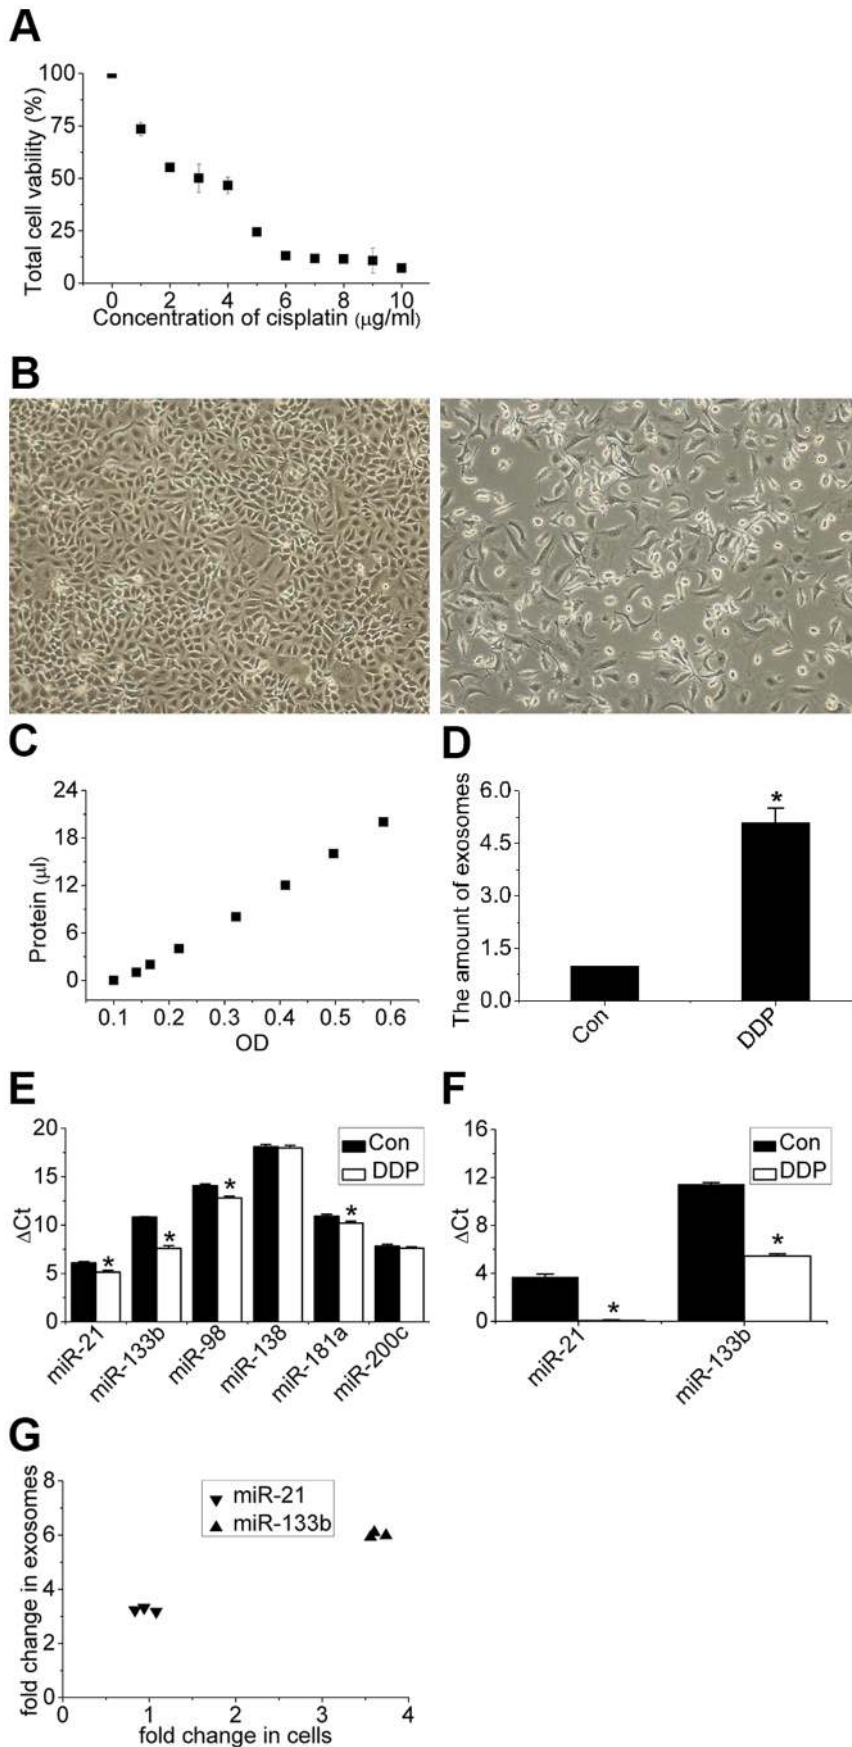 A
Total cell vability (%)
100
75
50
25
0
0 2 4 6 8 10
Concentration of cisplatin (μg/ml)
B
C
Protein (μl)
24
18
12
6
0
0.1 0.2 0.3 0.4 0.5 0.6
OD
D
The amount of exosomes
6.0
4.5
3.0
1.5
0.0
*
Con DDP
E
ΔCt
20
15
10
5
0
Con
DDP
* * * *
miR-21 miR-133b miR-98 miR-138 miR-181a miR-200c
F
ΔCt
16
12
8
4
0
Con
DDP
* *
miR-21 miR-133b
G
fold change in exosomes
8
6
4
2
0
miR-21
miR-133b
0 1 2 3 4
fold change in cells